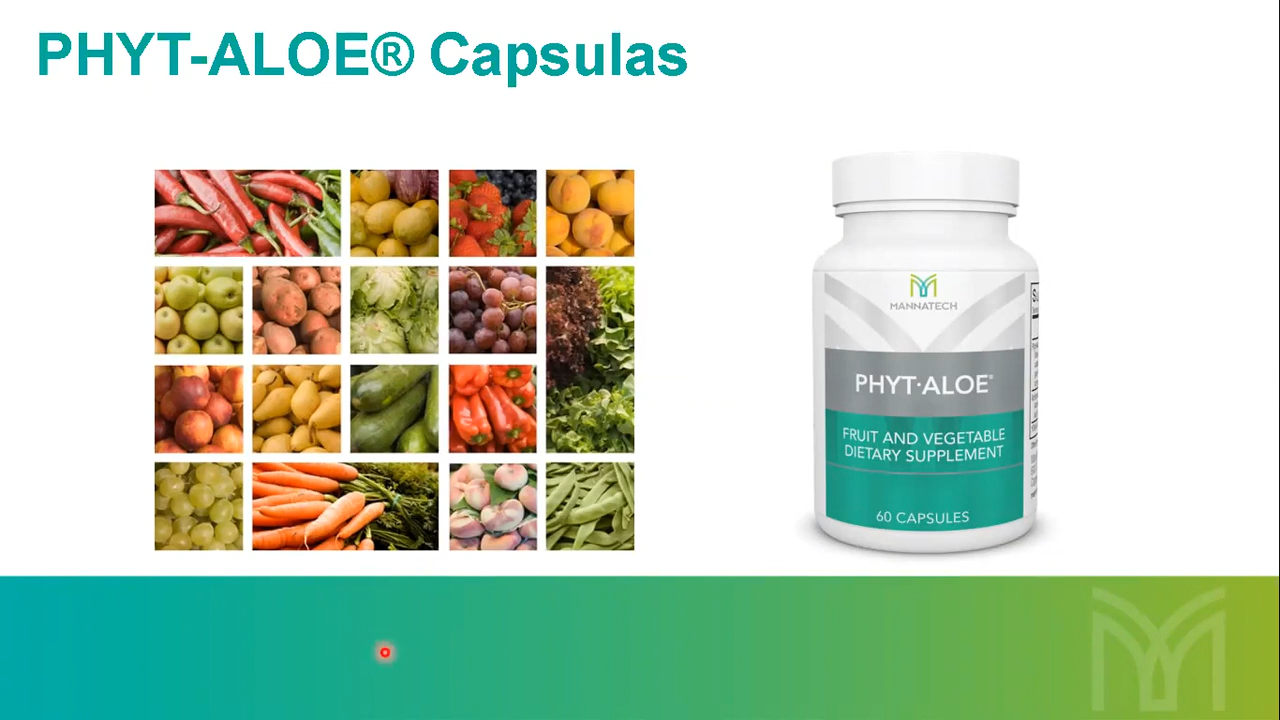 PHYT-ALOE® Capsulas
MANNATECH
PHYT·ALOE®
FRUIT AND VEGETABLE
DIETARY SUPPLEMENT
60 CAPSULES